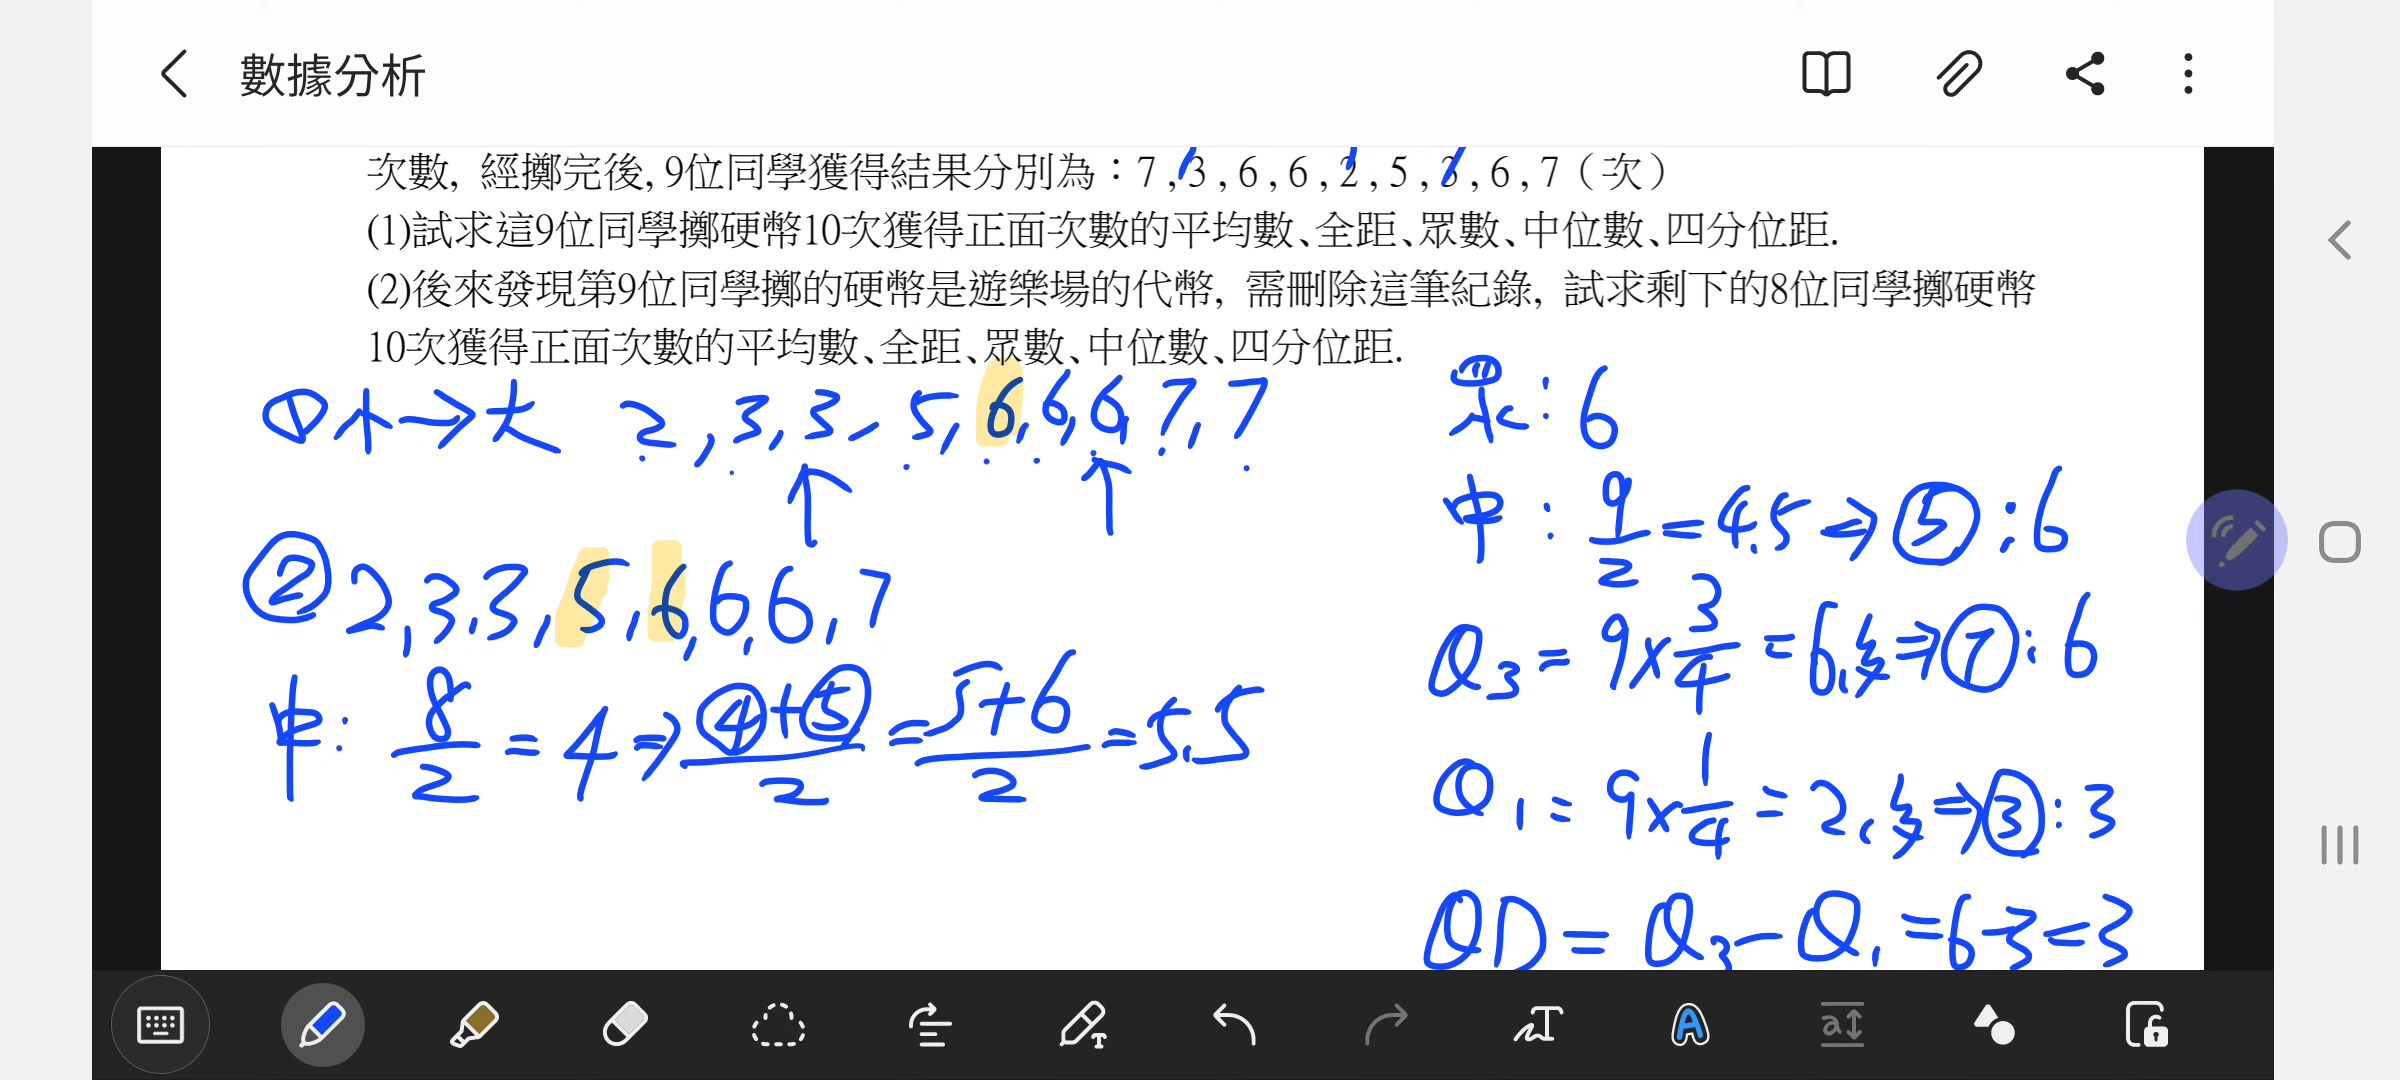 數據分析
次數, 經擲完後, 9位同學獲得結果分別為：7 , 3 , 6 , 6 , 2 , 5 , 3 , 6 , 7（次）
(1)試求這9位同學擲硬幣10次獲得正面次數的平均數、全距、眾數、中位數、四分位距.
(2)後來發現第9位同學擲的硬幣是遊樂場的代幣, 需刪除這筆紀錄, 試求剩下的8位同學擲硬幣
10次獲得正面次數的平均數、全距、眾數、中位數、四分位距.
① 小→大 2, 3, 3, 5, 6, 6, 6, 7, 7
② 2, 3, 3, 5, 6, 6, 6, 7
中: 8/2 = 4 ⇒ (④+⑤)/2 = (5+6)/2 = 5.5
眾: 6
中: 9/2 = 4.5 ⇒ ⑤: 6
Q3 = 9×3/4 = 6.多 ⇒ ⑦: 6
Q1 = 9×1/4 = 2.多 ⇒ ③: 3
QD = Q3 - Q1 = 6-3=3
T
T
A
a